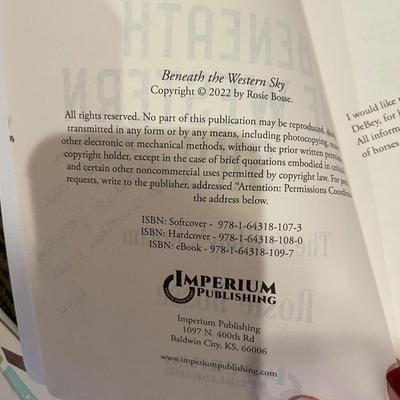 Beneath the Western Sky
Copyright © 2022 by Rosie Bosse.
All rights reserved. No part of this publication may be reproduced,
transmitted in any form or by any means, including photocopying,
other electronic or mechanical methods, without the prior written
copyright holder, except in the case of brief quotations embodied in
and certain other noncommercial uses permitted by copyright law. For
requests, write to the publisher, addressed "Attention: Permissions
the address below.
ISBN: Softcover - 978-1-64318-107-3
ISBN: Hardcover - 978-1-64318-108-0
ISBN: eBook - 978-1-64318-109-7
IMPERIUM
PUBLISHING
Imperium Publishing
1097 N. 400th Rd
Baldwin City, KS, 66006
www.imperiumpublishing.com
I would like
DeBey, for
All inform
of horses